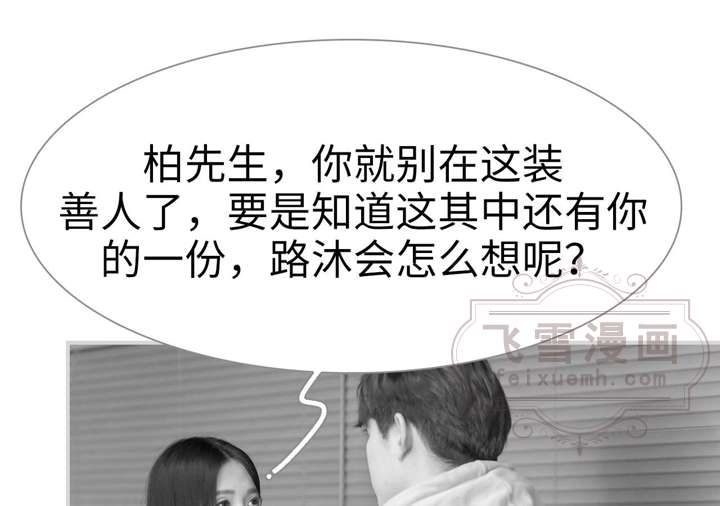 柏先生，你就别在这装
善人了，要是知道这其中还有你
的一份，路沐会怎么想呢？
飞雪漫画
feixuemh.com